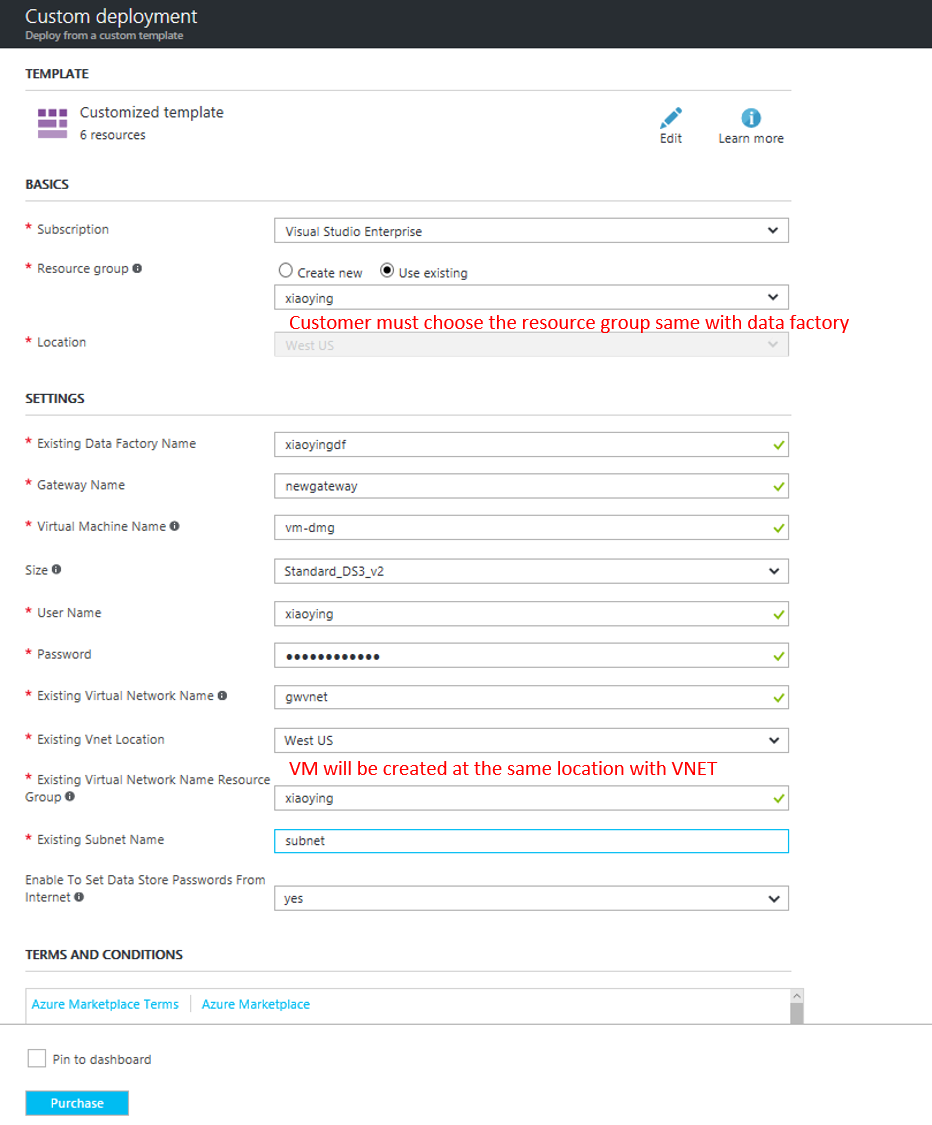 Custom deployment
Deploy from a custom template
TEMPLATE
Customized template
6 resources
Edit
Learn more
BASICS
* Subscription
Visual Studio Enterprise
* Resource group
Create new
Use existing
xiaoying
Customer must choose the resource group same with data factory
* Location
West US
SETTINGS
* Existing Data Factory Name
xiaoyingdf
* Gateway Name
newgateway
* Virtual Machine Name
vm-dmg
Size
Standard_DS3_v2
* User Name
xiaoying
* Password
••••••••••••
* Existing Virtual Network Name
gwvnet
* Existing Vnet Location
West US
VM will be created at the same location with VNET
* Existing Virtual Network Name Resource
Group
xiaoying
* Existing Subnet Name
subnet
Enable To Set Data Store Passwords From
Internet
yes
TERMS AND CONDITIONS
Azure Marketplace Terms
Azure Marketplace
Pin to dashboard
Purchase